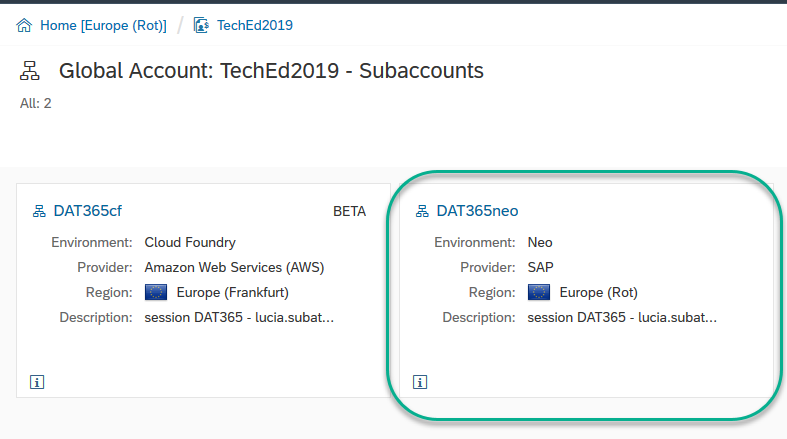 Home [Europe (Rot)] / TechEd2019
Global Account: TechEd2019 - Subaccounts
All: 2
DAT365cf BETA
Environment: Cloud Foundry
Provider: Amazon Web Services (AWS)
Region: Europe (Frankfurt)
Description: session DAT365 - lucia.subat...
DAT365neo
Environment: Neo
Provider: SAP
Region: Europe (Rot)
Description: session DAT365 - lucia.subat...